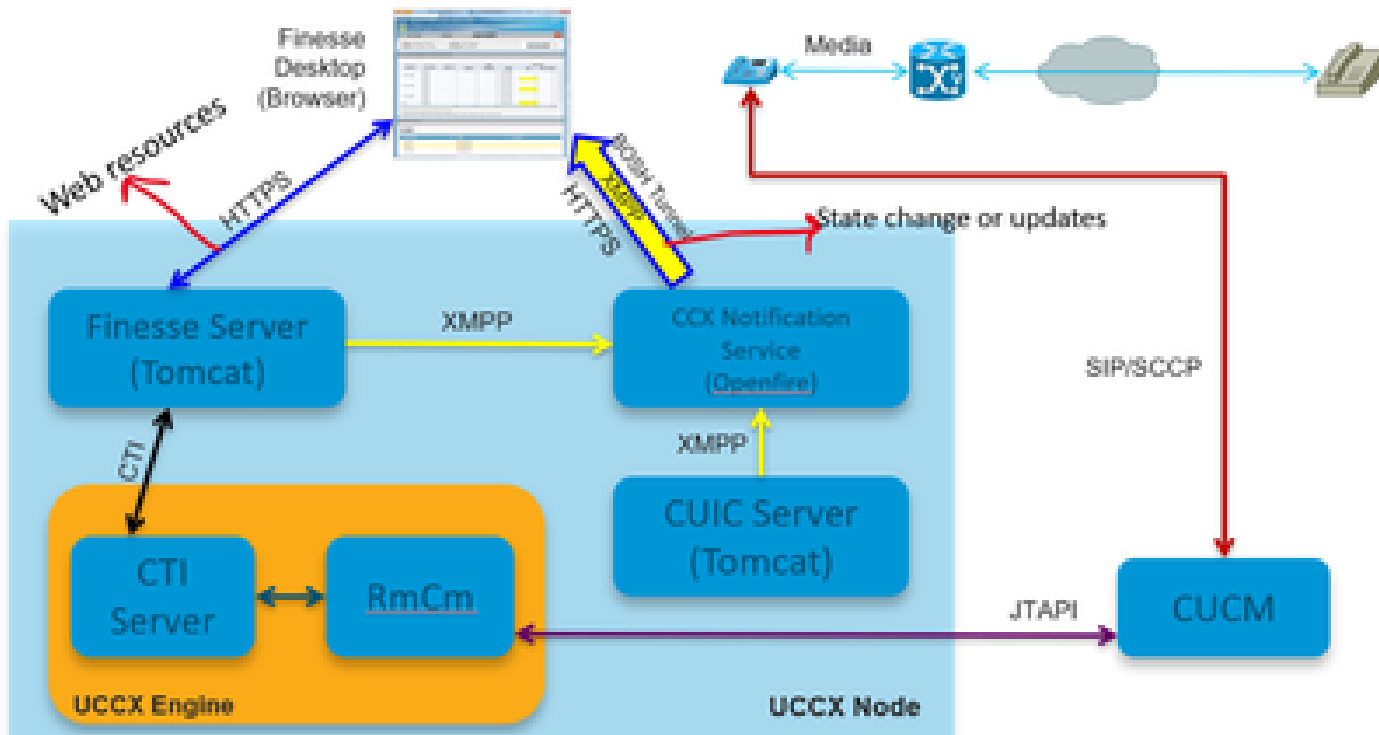 Finesse
Desktop
(Browser)
Media
Web resources
HTTPS
BOSH Tunnel
XMPP
HTTPS
State change or updates
Finesse Server
(Tomcat)
XMPP
CCX Notification
Service
(Openfire)
SIP/SCCP
CTI
XMPP
CUIC Server
(Tomcat)
CTI
Server
RmCm
JTAPI
CUCM
UCCX Engine
UCCX Node